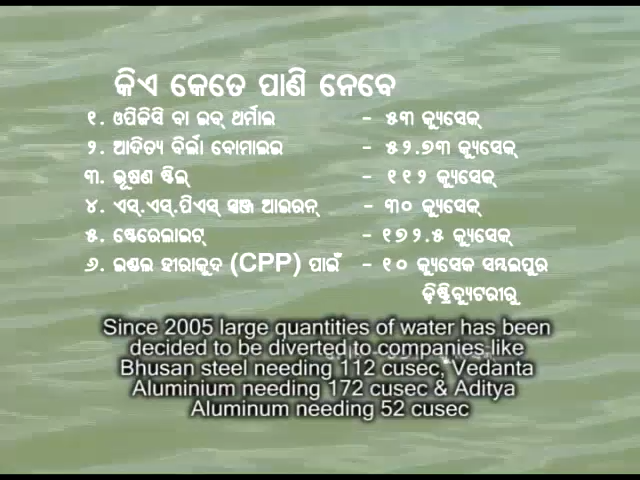 କିଏ କେତେ ପାଣି ନେବେ
୧. ଓପିଜିସି ବା ଇବ୍ ଥର୍ମାଲ - ୫୩ କ୍ୟୁସେକ୍
୨. ଆଦିତ୍ୟ ବିର୍ଲା ବୋମାଲଇ - ୫୨.୭୩ କ୍ୟୁସେକ୍
୩. ଭୂଷଣ ଷ୍ଟିଲ୍ - ୧୧୨ କ୍ୟୁସେକ୍
୪. ଏସ୍.ଏସ୍.ପିଏସ୍ ସ୍ପଞ୍ଜ ଆଇରନ୍ - ୩୦ କ୍ୟୁସେକ୍
୫. ଷ୍ଟେରେଲାଇଟ୍ - ୧୭୨.୫ କ୍ୟୁସେକ୍
୬. ଇଣ୍ଡାଲ ହୀରାକୁଦ (CPP) ପାଇଁ - ୧୦ କ୍ୟୁସେକ ସମ୍ବଲପୁର
ଡ଼ିଷ୍ଟ୍ରିବ୍ୟୁଟରୀରୁ
Since 2005 large quantities of water has been
decided to be diverted to companies like
Bhusan steel needing 112 cusec, Vedanta
Aluminium needing 172 cusec & Aditya
Aluminum needing 52 cusec